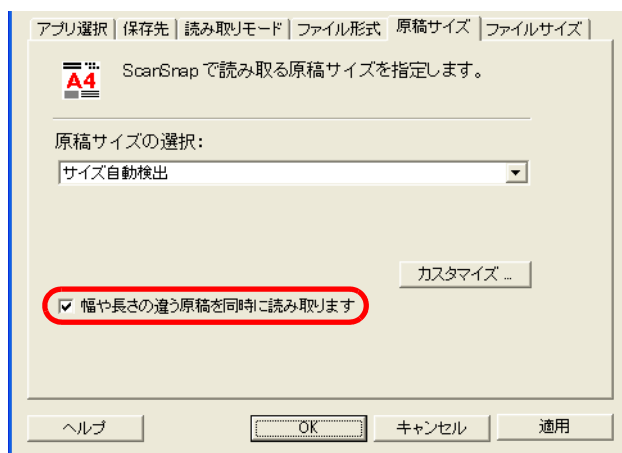 アプリ選択 保存先 読み取りモード ファイル形式 原稿サイズ ファイルサイズ
A4
ScanSnap で読み取る原稿サイズを指定します。
原稿サイズの選択:
サイズ自動検出
カスタマイズ ...
幅や長さの違う原稿を同時に読み取ります
ヘルプ OK キャンセル 適用